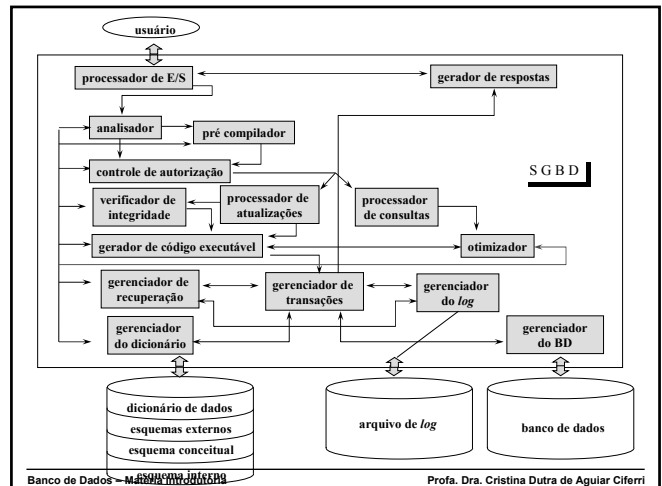 usuário
processador de E/S
gerador de respostas
analisador
pré compilador
controle de autorização
S G B D
verificador de
integridade
processador de
atualizações
processador
de consultas
gerador de código executável
otimizador
gerenciador de
recuperação
gerenciador de
transações
gerenciador
do log
gerenciador
do dicionário
gerenciador
do BD
dicionário de dados
esquemas externos
esquema conceitual
esquema interno
arquivo de log
banco de dados
Banco de Dados – Matéria Introdutória
Profa. Dra. Cristina Dutra de Aguiar Ciferri